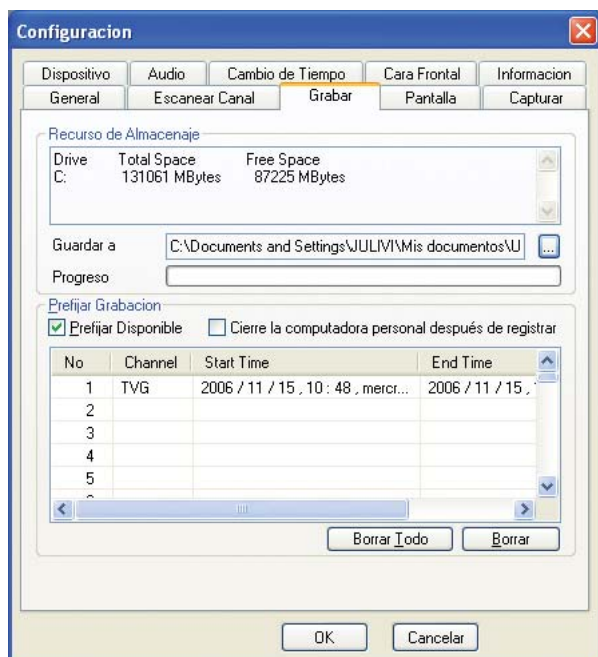 Configuracion
Dispositivo Audio Cambio de Tiempo Cara Frontal Informacion
General Escanear Canal Grabar Pantalla Capturar
Recurso de Almacenaje
Drive Total Space Free Space
C: 131061 MBytes 87225 MBytes
Guardar a C:\Documents and Settings\JULIVI\Mis documentos\U ...
Progreso
Prefijar Grabacion
Prefijar Disponible Cierre la computadora personal después de registrar
No Channel Start Time End Time
1 TVG 2006 / 11 / 15 , 10 : 48 , mercr... 2006 / 11 / 15 ,
2
3
4
5
Borrar Todo Borrar
OK Cancelar